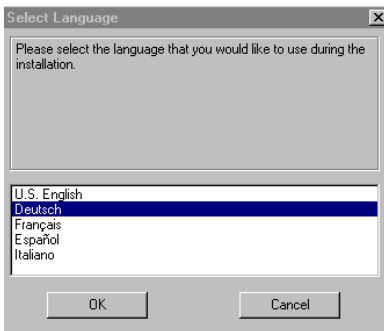 Select Language
Please select the language that you would like to use during the
installation.
U.S. English
Deutsch
Français
Español
Italiano
OK
Cancel